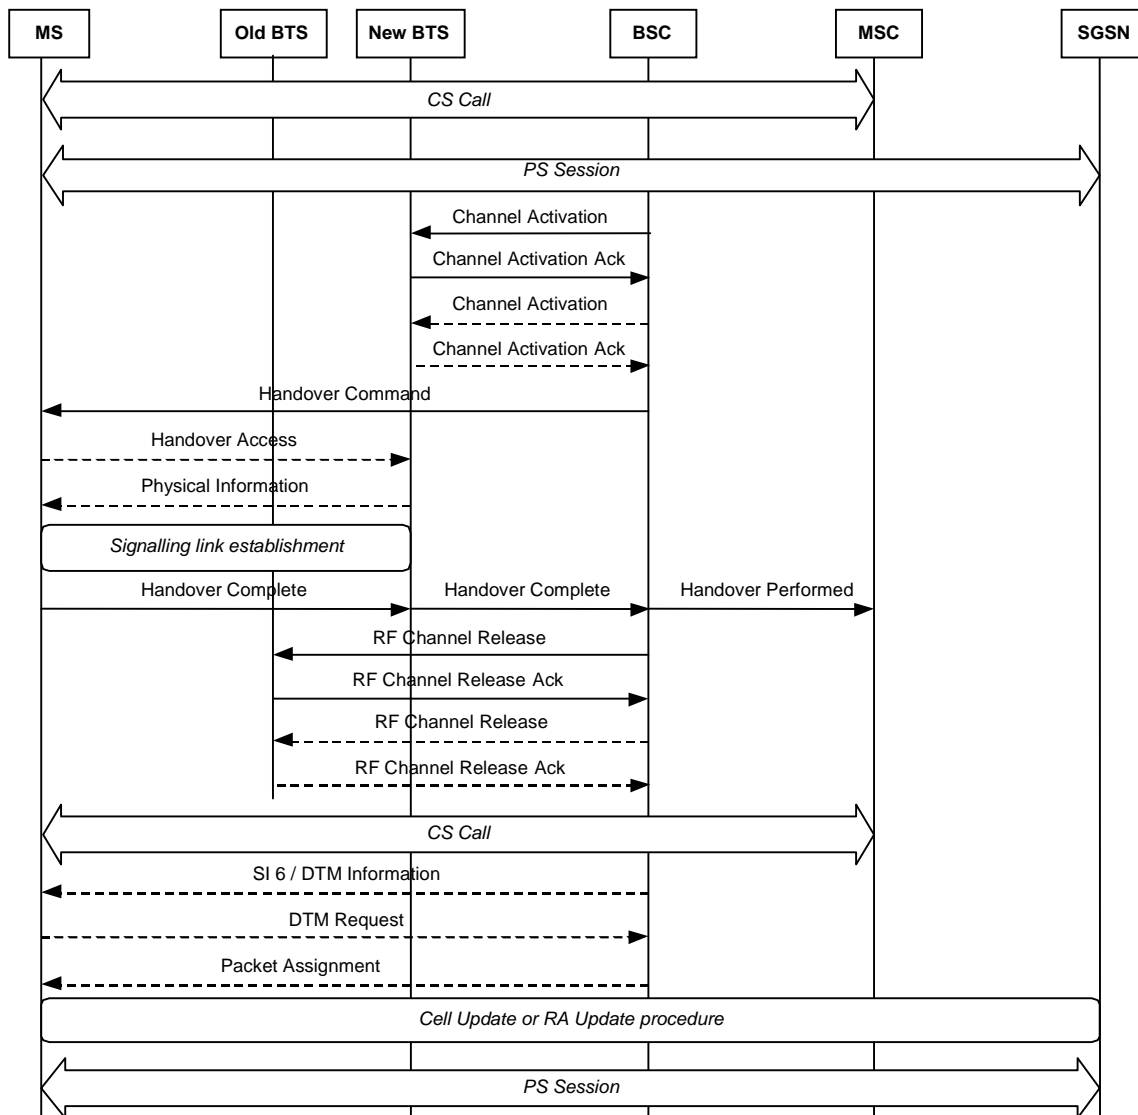 MS
Old BTS
New BTS
BSC
MSC
SGSN
CS Call
PS Session
Channel Activation
Channel Activation Ack
Channel Activation
Channel Activation Ack
Handover Command
Handover Access
Physical Information
Signalling link establishment
Handover Complete
Handover Complete
Handover Performed
RF Channel Release
RF Channel Release Ack
RF Channel Release
RF Channel Release Ack
CS Call
SI 6 / DTM Information
DTM Request
Packet Assignment
Cell Update or RA Update procedure
PS Session